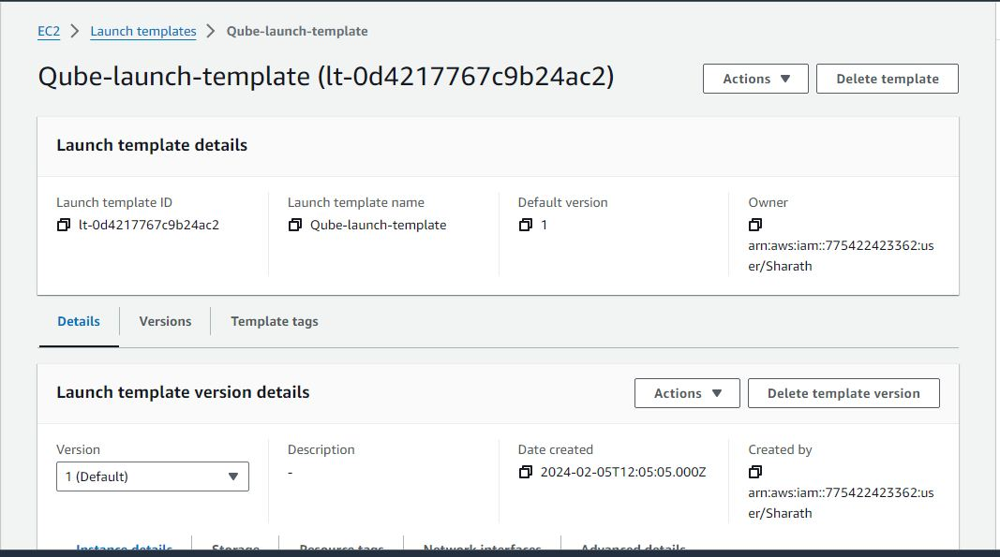 EC2 > Launch templates > Qube-launch-template
Qube-launch-template (lt-0d4217767c9b24ac2)
Actions
Delete template
Launch template details
Launch template ID
lt-0d4217767c9b24ac2
Launch template name
Qube-launch-template
Default version
1
Owner
arn:aws:iam::775422423362:us
er/Sharath
Details
Versions
Template tags
Launch template version details
Actions
Delete template version
Version
1 (Default)
Description
-
Date created
2024-02-05T12:05:05.000Z
Created by
arn:aws:iam::775422423362:us
er/Sharath
Instance details
Storage
Resource tags
Network interfaces
Advanced details